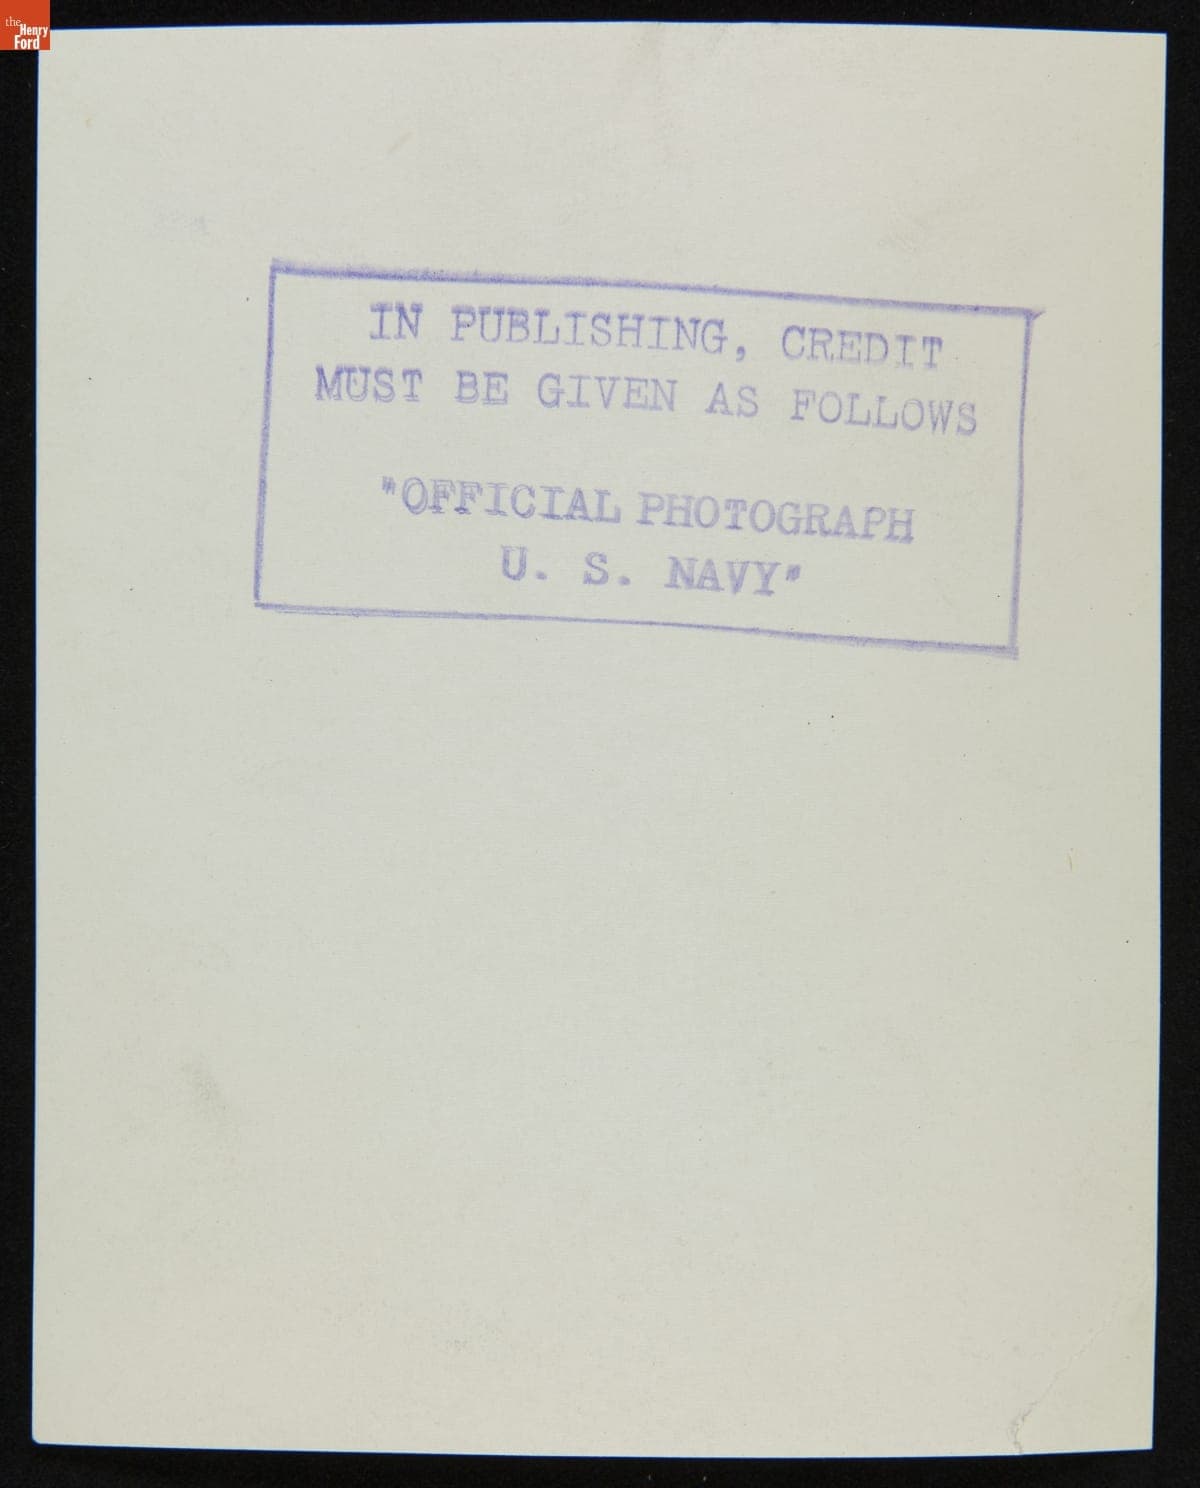 the
Henry
Ford
IN PUBLISHING, CREDIT
MUST BE GIVEN AS FOLLOWS
"OFFICIAL PHOTOGRAPH
U. S. NAVY"